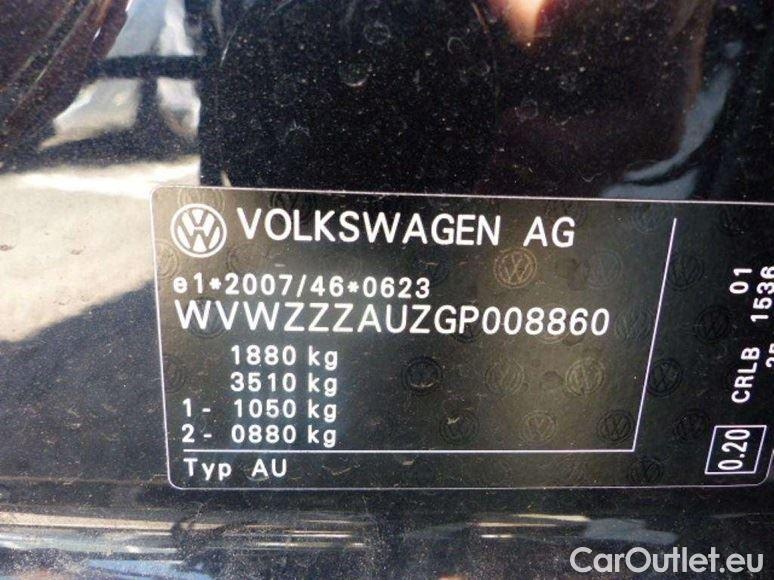 VOLKSWAGEN AG
e1*2007/46*0623
WVWZZZAUZGP008860
1880 kg
3510 kg
1- 1050 kg
2- 0880 kg
Typ AU
01
CRLB 1536
0.20
CarOutlet.eu